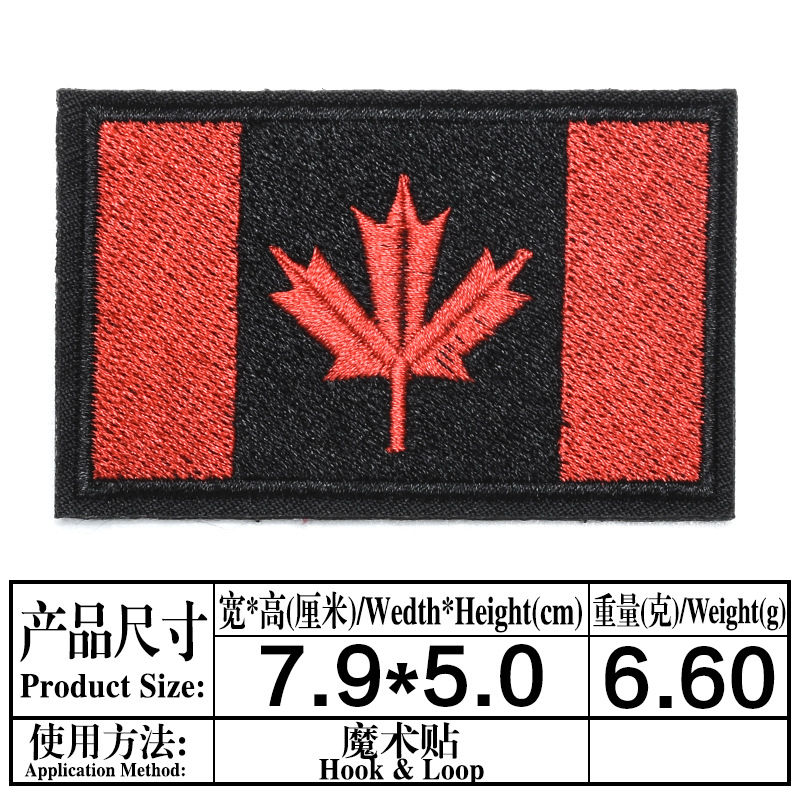 产品尺寸
Product Size:
宽*高(厘米)/Wedth*Height(cm)
重量(克)/Weight(g)
7.9*5.0
6.60
使用方法:
Application Method:
魔术贴
Hook & Loop